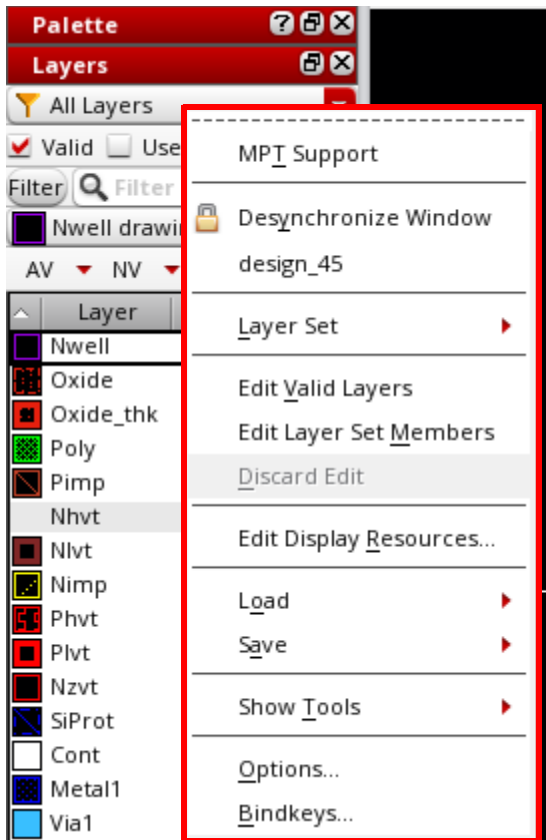 Palette
Layers
All Layers
Valid Use
Filter Filter
Nwell drawi
AV NV
Layer
Nwell
Oxide
Oxide_thk
Poly
Pimp
Nhvt
Nlvt
Nimp
Phvt
Plvt
Nzvt
SiProt
Cont
Metal1
Via1
MPT Support
Desynchronize Window
design_45
Layer Set
Edit Valid Layers
Edit Layer Set Members
Discard Edit
Edit Display Resources...
Load
Save
Show Tools
Options...
Bindkeys...